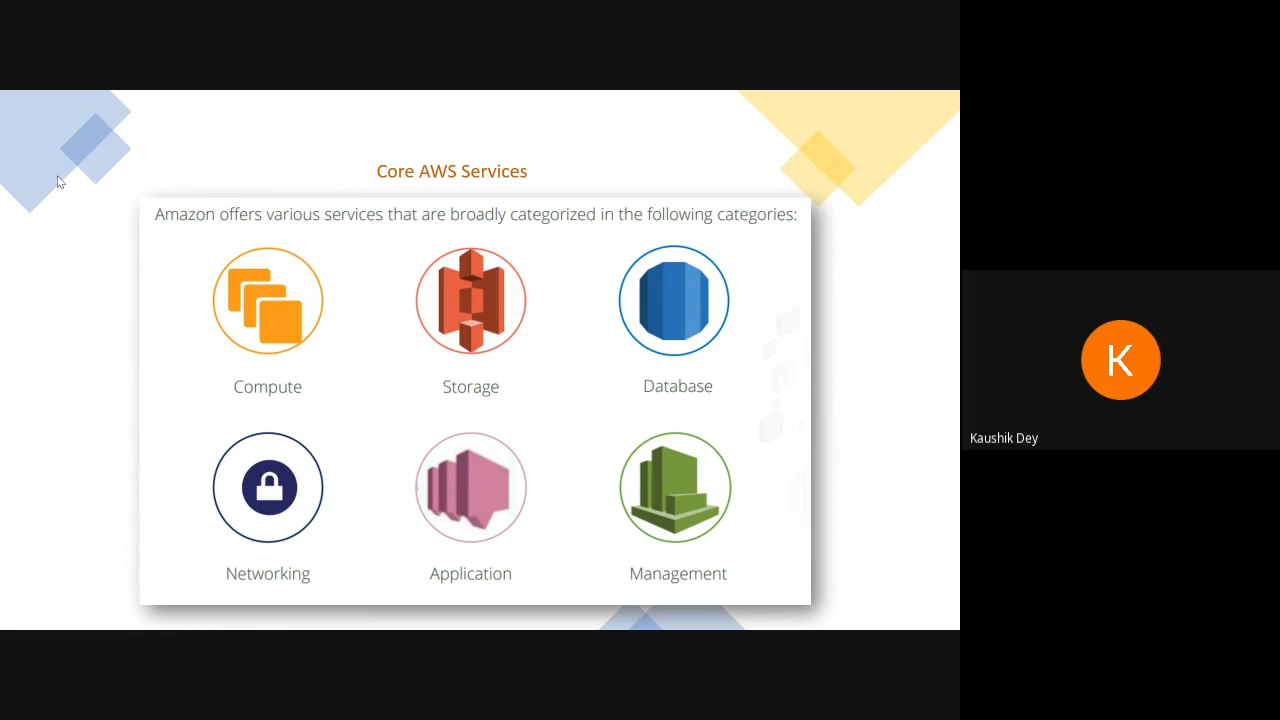 Core AWS Services
Amazon offers various services that are broadly categorized in the following categories:
Compute
Storage
Database
Networking
Application
Management
K
Kaushik Dey